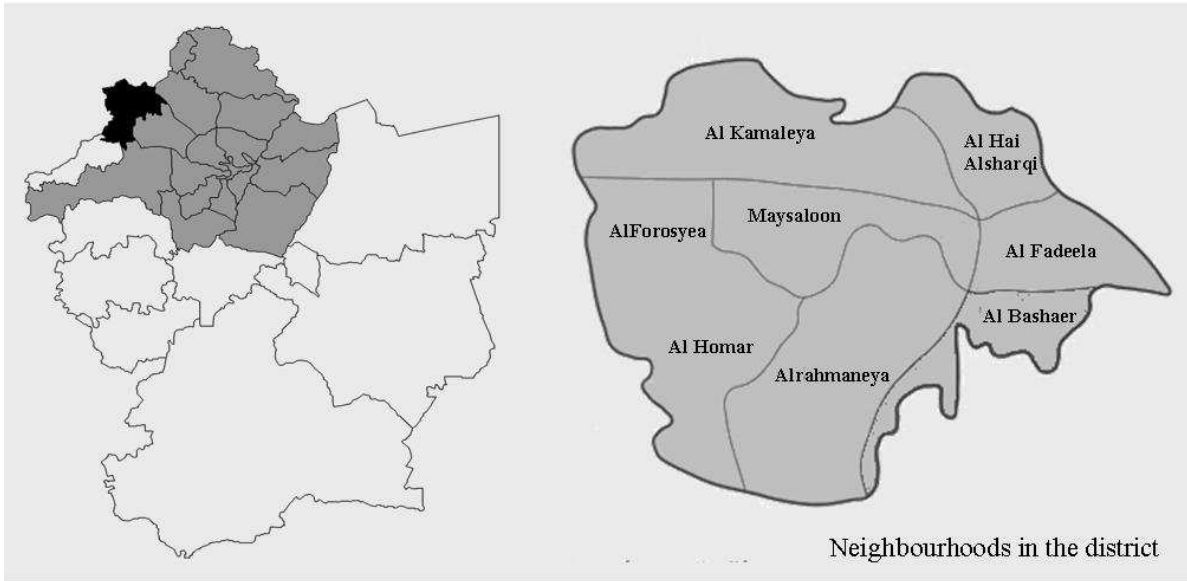 Al Kamaleya
Al Hai
Alsharqi
AlForosyea
Maysaloon
Al Fadeela
Al Bashaer
Al Homar
Alrahmaneya
Neighbourhoods in the district